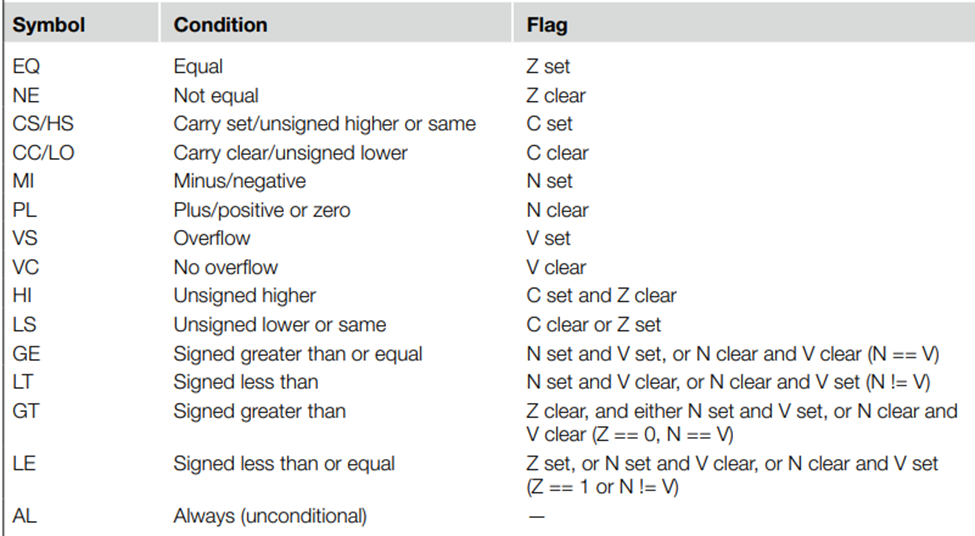 Symbol Condition Flag
EQ Equal Z set
NE Not equal Z clear
CS/HS Carry set/unsigned higher or same C set
CC/LO Carry clear/unsigned lower C clear
MI Minus/negative N set
PL Plus/positive or zero N clear
VS Overflow V set
VC No overflow V clear
HI Unsigned higher C set and Z clear
LS Unsigned lower or same C clear or Z set
GE Signed greater than or equal N set and V set, or N clear and V clear (N == V)
LT Signed less than N set and V clear, or N clear and V set (N != V)
GT Signed greater than Z clear, and either N set and V set, or N clear and
V clear (Z == 0, N == V)
LE Signed less than or equal Z set, or N set and V clear, or N clear and V set
(Z == 1 or N != V)
AL Always (unconditional) —